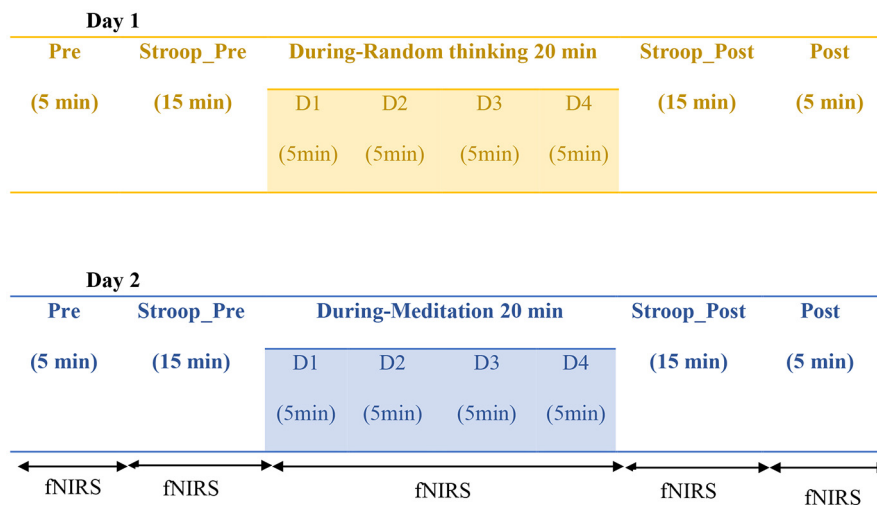 Day 1
Pre Stroop_Pre During-Random thinking 20 min Stroop_Post Post
(5 min) (15 min) D1 D2 D3 D4 (15 min) (5 min)
(5min) (5min) (5min) (5min)
Day 2
Pre Stroop_Pre During-Meditation 20 min Stroop_Post Post
(5 min) (15 min) D1 D2 D3 D4 (15 min) (5 min)
(5min) (5min) (5min) (5min)
fNIRS fNIRS fNIRS fNIRS fNIRS